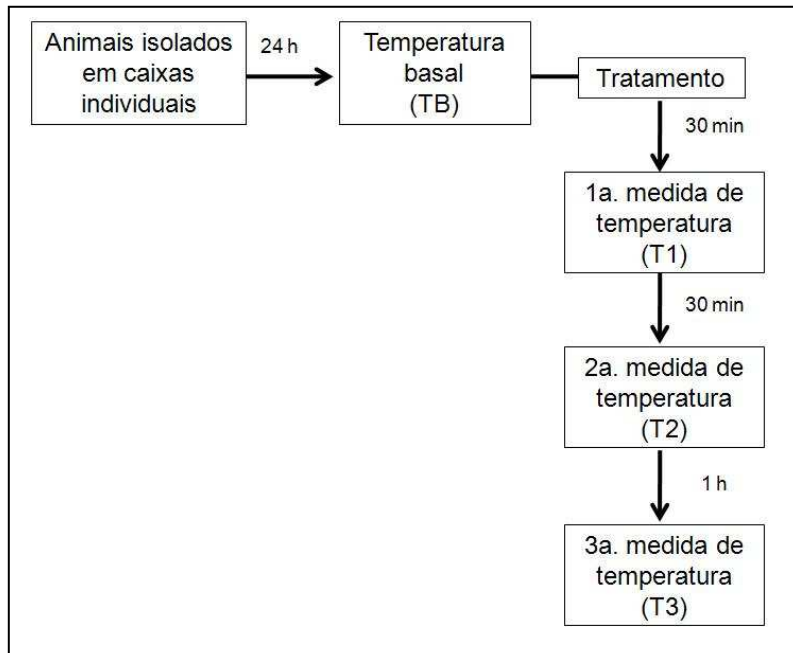 Animais isolados
em caixas
individuais
24 h
Temperatura
basal
(TB)
Tratamento
30 min
1a. medida de
temperatura
(T1)
30 min
2a. medida de
temperatura
(T2)
1 h
3a. medida de
temperatura
(T3)